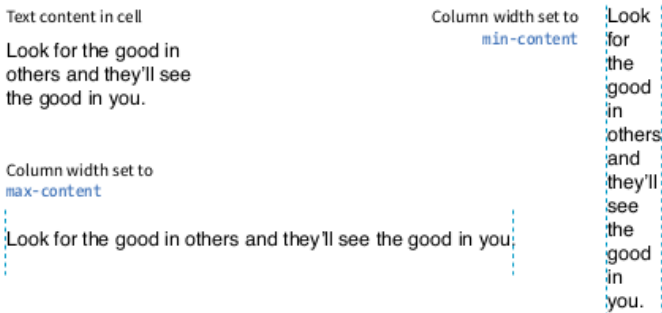 Text content in cell
Look for the good in
others and they'll see
the good in you.
Column width set to
min-content
Column width set to
max-content
Look for the good in others and they'll see the good in you.
Look
for
the
good
in
others
and
they'll
see
the
good
in
you.